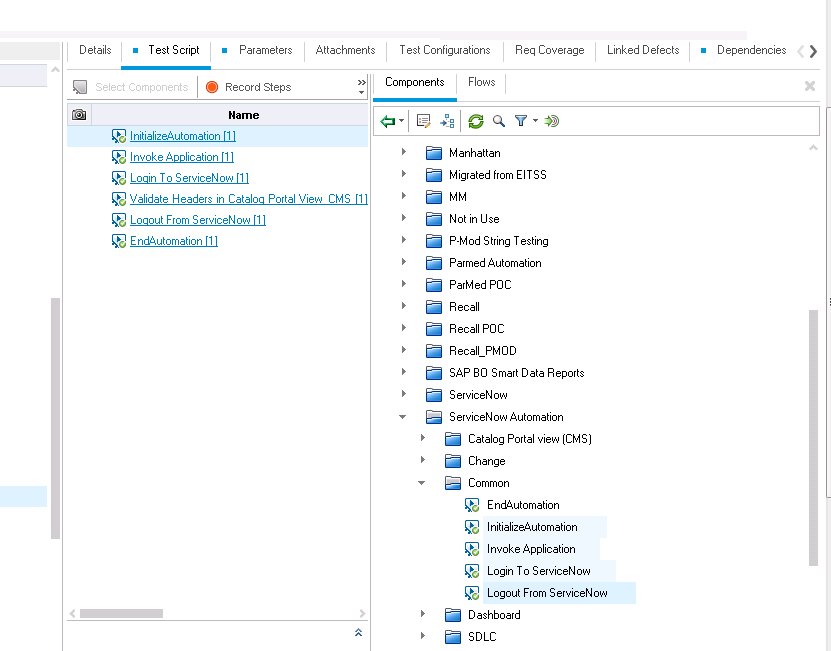 Details
Test Script
Parameters
Attachments
Test Configurations
Req Coverage
Linked Defects
Dependencies
Select Components
Record Steps
Name
InitializeAutomation [1]
Invoke Application [1]
Login To ServiceNow [1]
Validate Headers in Catalog Portal View_CMS [1]
Logout From ServiceNow [1]
EndAutomation [1]
Components
Flows
Manhattan
Migrated from EITSS
MM
Not in Use
P-Mod String Testing
Parmed Automation
ParMed POC
Recall
Recall POC
Recall_PMOD
SAP BO Smart Data Reports
ServiceNow
ServiceNow Automation
Catalog Portal view (CMS)
Change
Common
EndAutomation
InitializeAutomation
Invoke Application
Login To ServiceNow
Logout From ServiceNow
Dashboard
SDLC